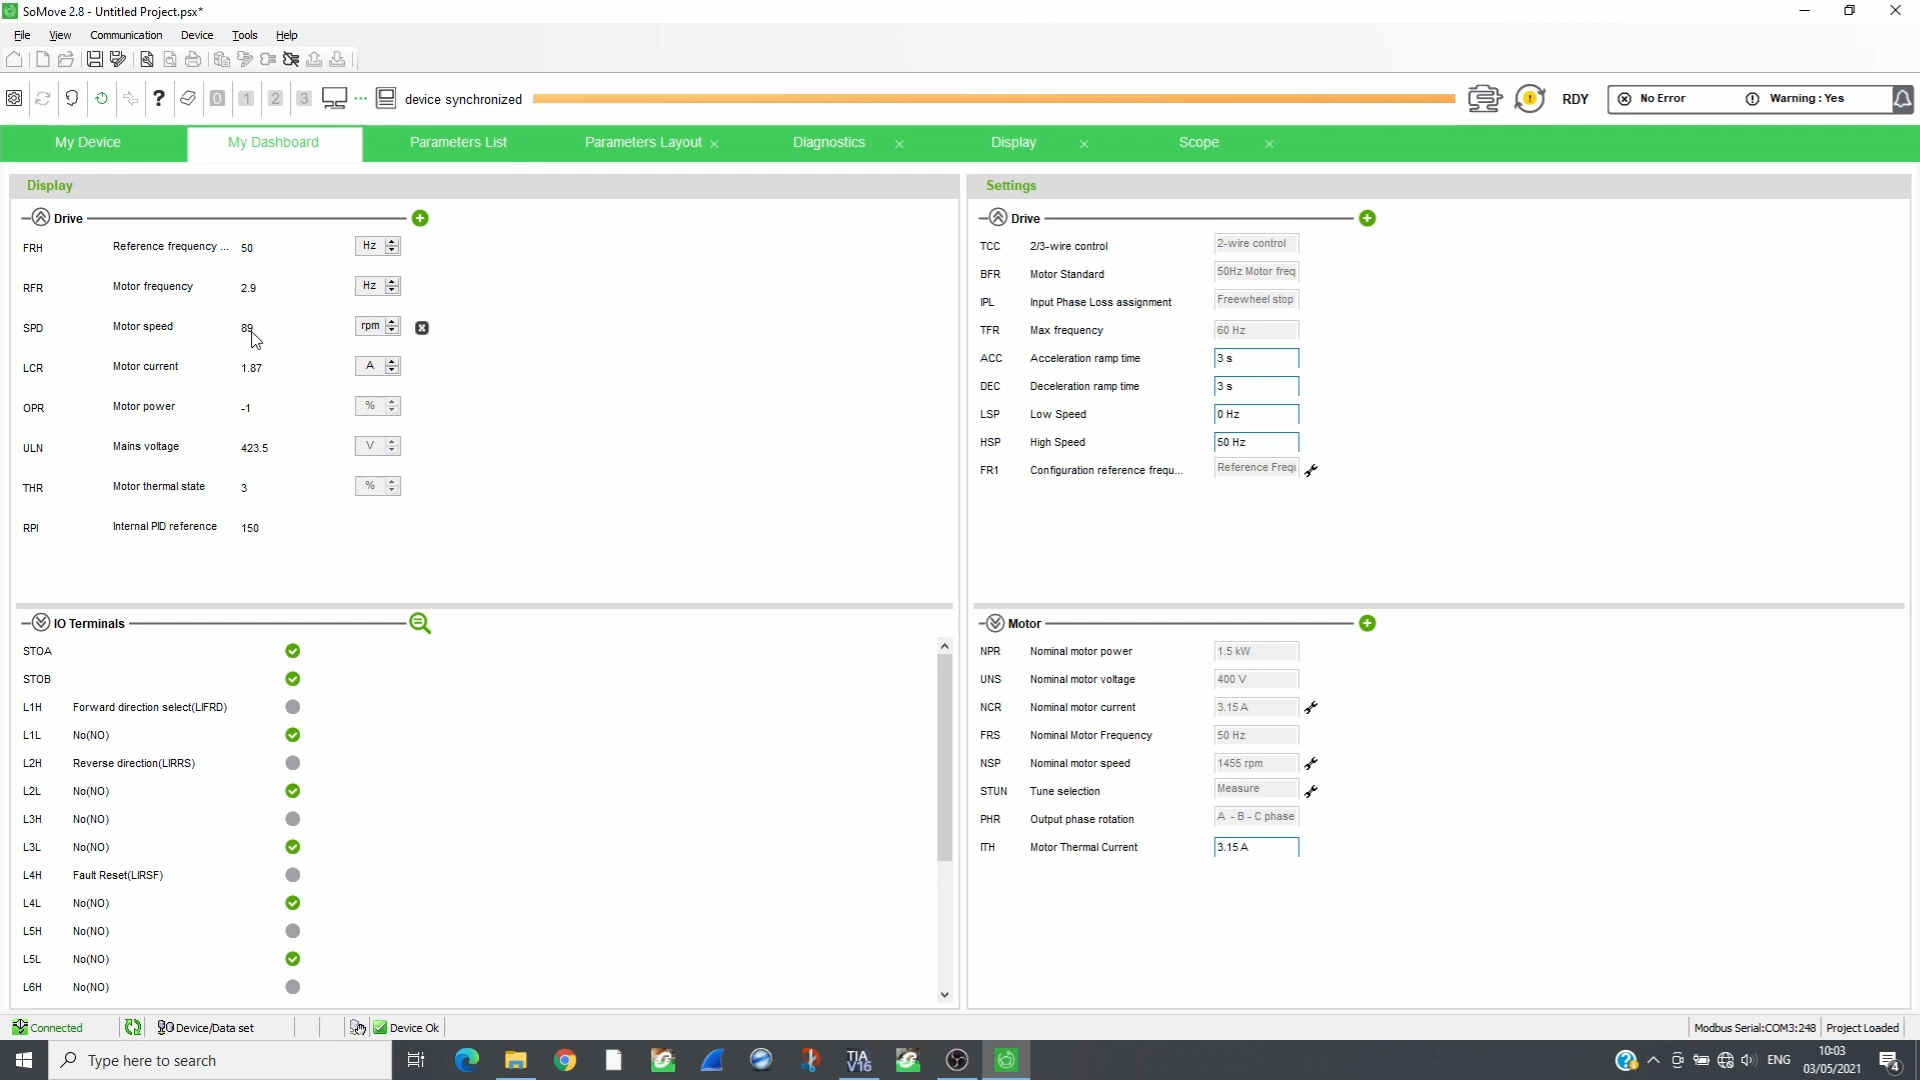 SoMove 2.8 - Untitled Project.psx*
File View Communication Device Tools Help
? 0 1 2 3 device synchronized RDY No Error Warning : Yes
My Device My Dashboard Parameters List Parameters Layout Diagnostics Display Scope
Display
Drive
FRH Reference frequency ... 50 Hz
RFR Motor frequency 2.9 Hz
SPD Motor speed 89 rpm
LCR Motor current 1.87 A
OPR Motor power -1 %
ULN Mains voltage 423.5 V
THR Motor thermal state 3 %
RPI Internal PID reference 150
IO Terminals
STOA
STOB
L1H Forward direction select(LIFRD)
L1L No(NO)
L2H Reverse direction(LIRRS)
L2L No(NO)
L3H No(NO)
L3L No(NO)
L4H Fault Reset(LIRSF)
L4L No(NO)
L5H No(NO)
L5L No(NO)
L6H No(NO)
Settings
Drive
TCC 2/3-wire control 2-wire control
BFR Motor Standard 50Hz Motor freq
IPL Input Phase Loss assignment Freewheel stop
TFR Max frequency 60 Hz
ACC Acceleration ramp time 3 s
DEC Deceleration ramp time 3 s
LSP Low Speed 0 Hz
HSP High Speed 50 Hz
FR1 Configuration reference frequ... Reference Frequ
Motor
NPR Nominal motor power 1.5 kW
UNS Nominal motor voltage 400 V
NCR Nominal motor current 3.15 A
FRS Nominal Motor Frequency 50 Hz
NSP Nominal motor speed 1455 rpm
STUN Tune selection Measure
PHR Output phase rotation A - B - C phase
ITH Motor Thermal Current 3.15 A
Connected Device/Data set Device Ok Modbus Serial:COM3:248 Project Loaded
Type here to search TIA V16 ENG 10:03
03/05/2021 4